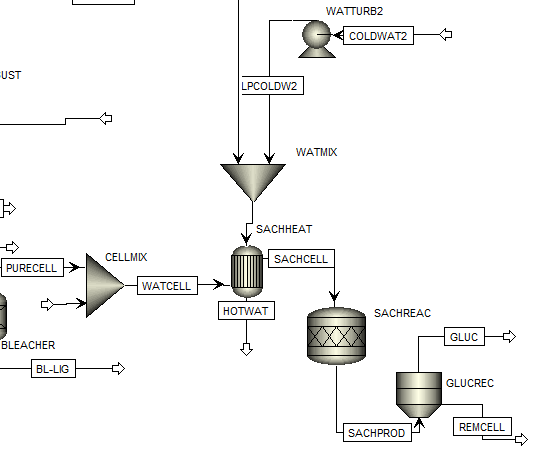 WATTURB2
COLDWAT2
UST
LPCOLDW2
WATMIX
SACHHEAT
CELLMIX
SACHCELL
PURECELL
WATCELL
HOTWAT
SACHREAC
BLEACHER
GLUC
BL-LIG
GLUCREC
REMCELL
SACHPROD